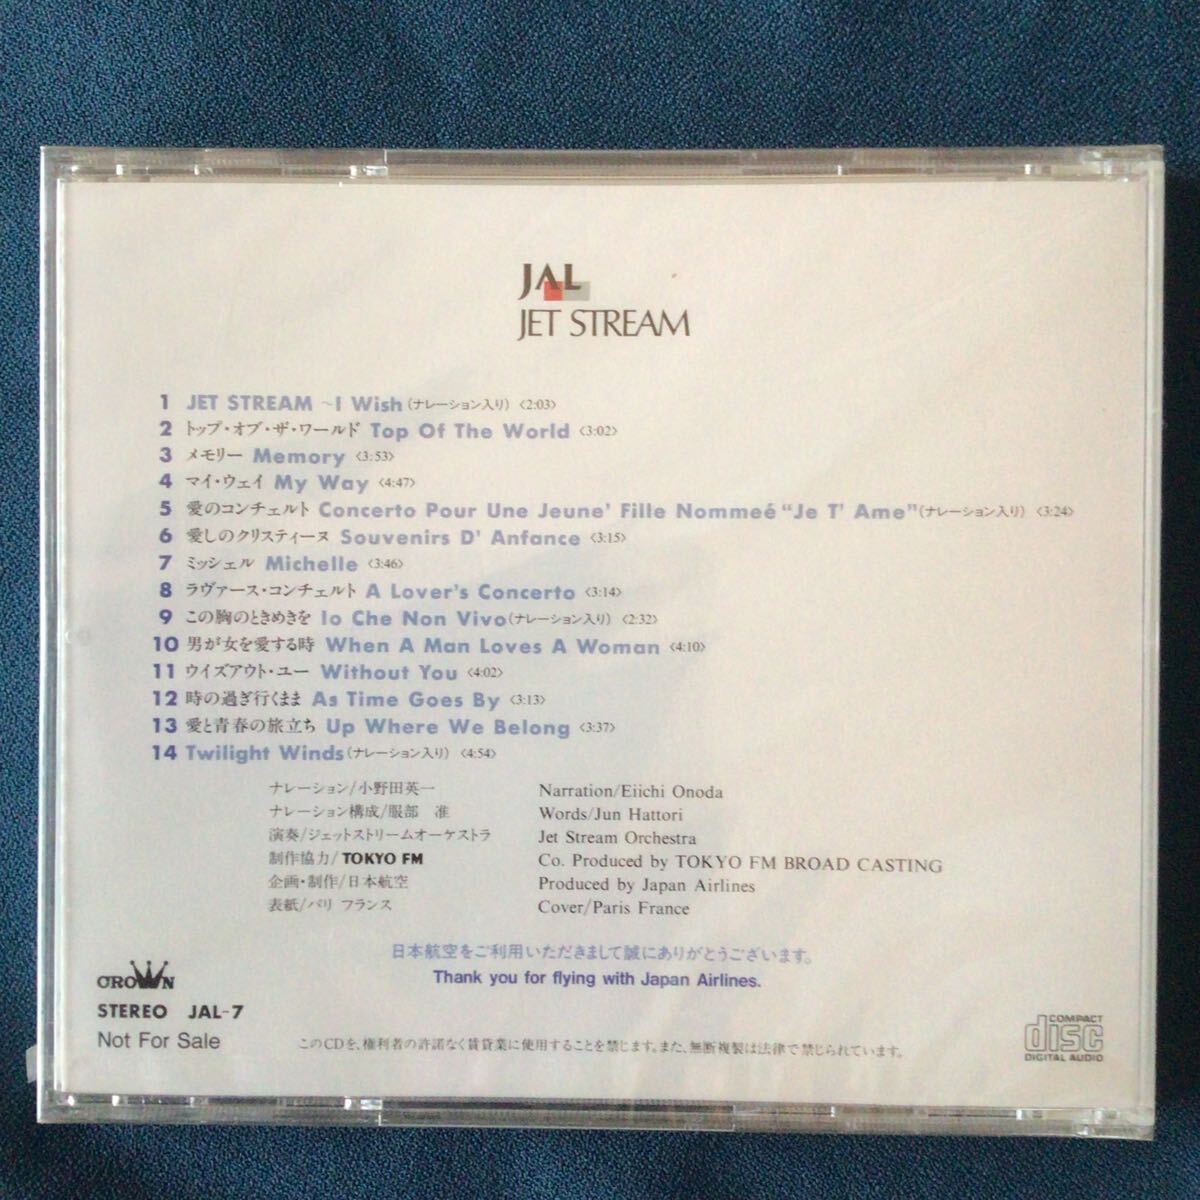 JAL
JET STREAM
1 JET STREAM ~I Wish(ナレーション入り) 〈2:03〉
2 トップ・オブ・ザ・ワールド Top Of The World 〈3:02〉
3 メモリー Memory 〈3:53〉
4 マイ・ウェイ My Way 〈4:47〉
5 愛のコンチェルト Concerto Pour Une Jeune' Fille Nommeé "Je T' Ame"(ナレーション入り) 〈3:24〉
6 愛しのクリスティーヌ Souvenirs D' Anfance 〈3:15〉
7 ミッシェル Michelle 〈3:46〉
8 ラヴァース・コンチェルト A Lover's Concerto 〈3:14〉
9 この胸のときめきを Io Che Non Vivo(ナレーション入り) 〈2:32〉
10 男が女を愛する時 When A Man Loves A Woman 〈4:10〉
11 ウイズアウト・ユー Without You 〈4:02〉
12 時の過ぎ行くまま As Time Goes By 〈3:13〉
13 愛と青春の旅立ち Up Where We Belong 〈3:37〉
14 Twilight Winds(ナレーション入り) 〈4:54〉
ナレーション/小野田英一 Narration/Eiichi Onoda
ナレーション構成/服部 准 Words/Jun Hattori
演奏/ジェットストリームオーケストラ Jet Stream Orchestra
制作協力/TOKYO FM Co. Produced by TOKYO FM BROAD CASTING
企画・制作/日本航空 Produced by Japan Airlines
表紙/パリ フランス Cover/Paris France
日本航空をご利用いただきまして誠にありがとうございます。
Thank you for flying with Japan Airlines.
CROWN
STEREO JAL-7
Not For Sale
このCDを、権利者の許諾なく賃貸業に使用することを禁じます。また、無断複製は法律で禁じられています。
COMPACT
disc
DIGITAL AUDIO